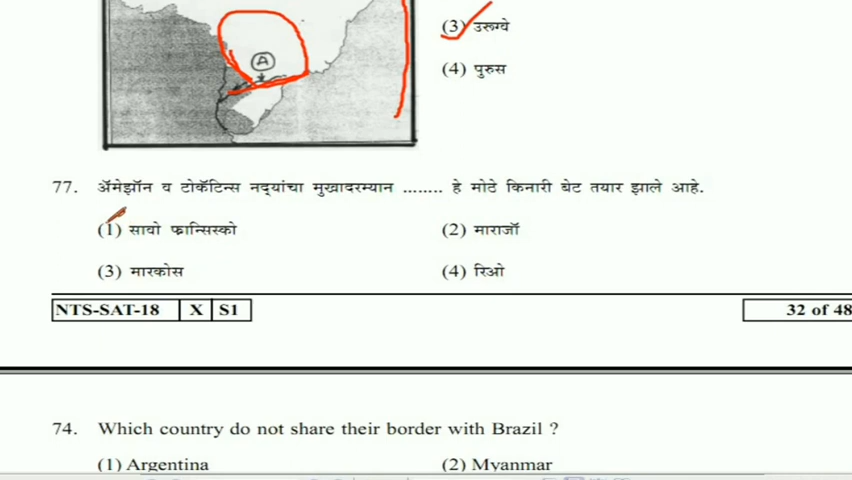 (3) उरूग्वे
A
(4) पुरुस
77. ॲमेझॉन व टोकॅटिन्स नद्यांचा मुखादरम्यान ........ हे मोठे किनारी बेट तयार झाले आहे.
(1) सावो फ्रान्सिस्को (2) माराजॉ
(3) मारकोस (4) रिओ
NTS-SAT-18 X S1 32 of 48
74. Which country do not share their border with Brazil ?
(1) Argentina (2) Myanmar